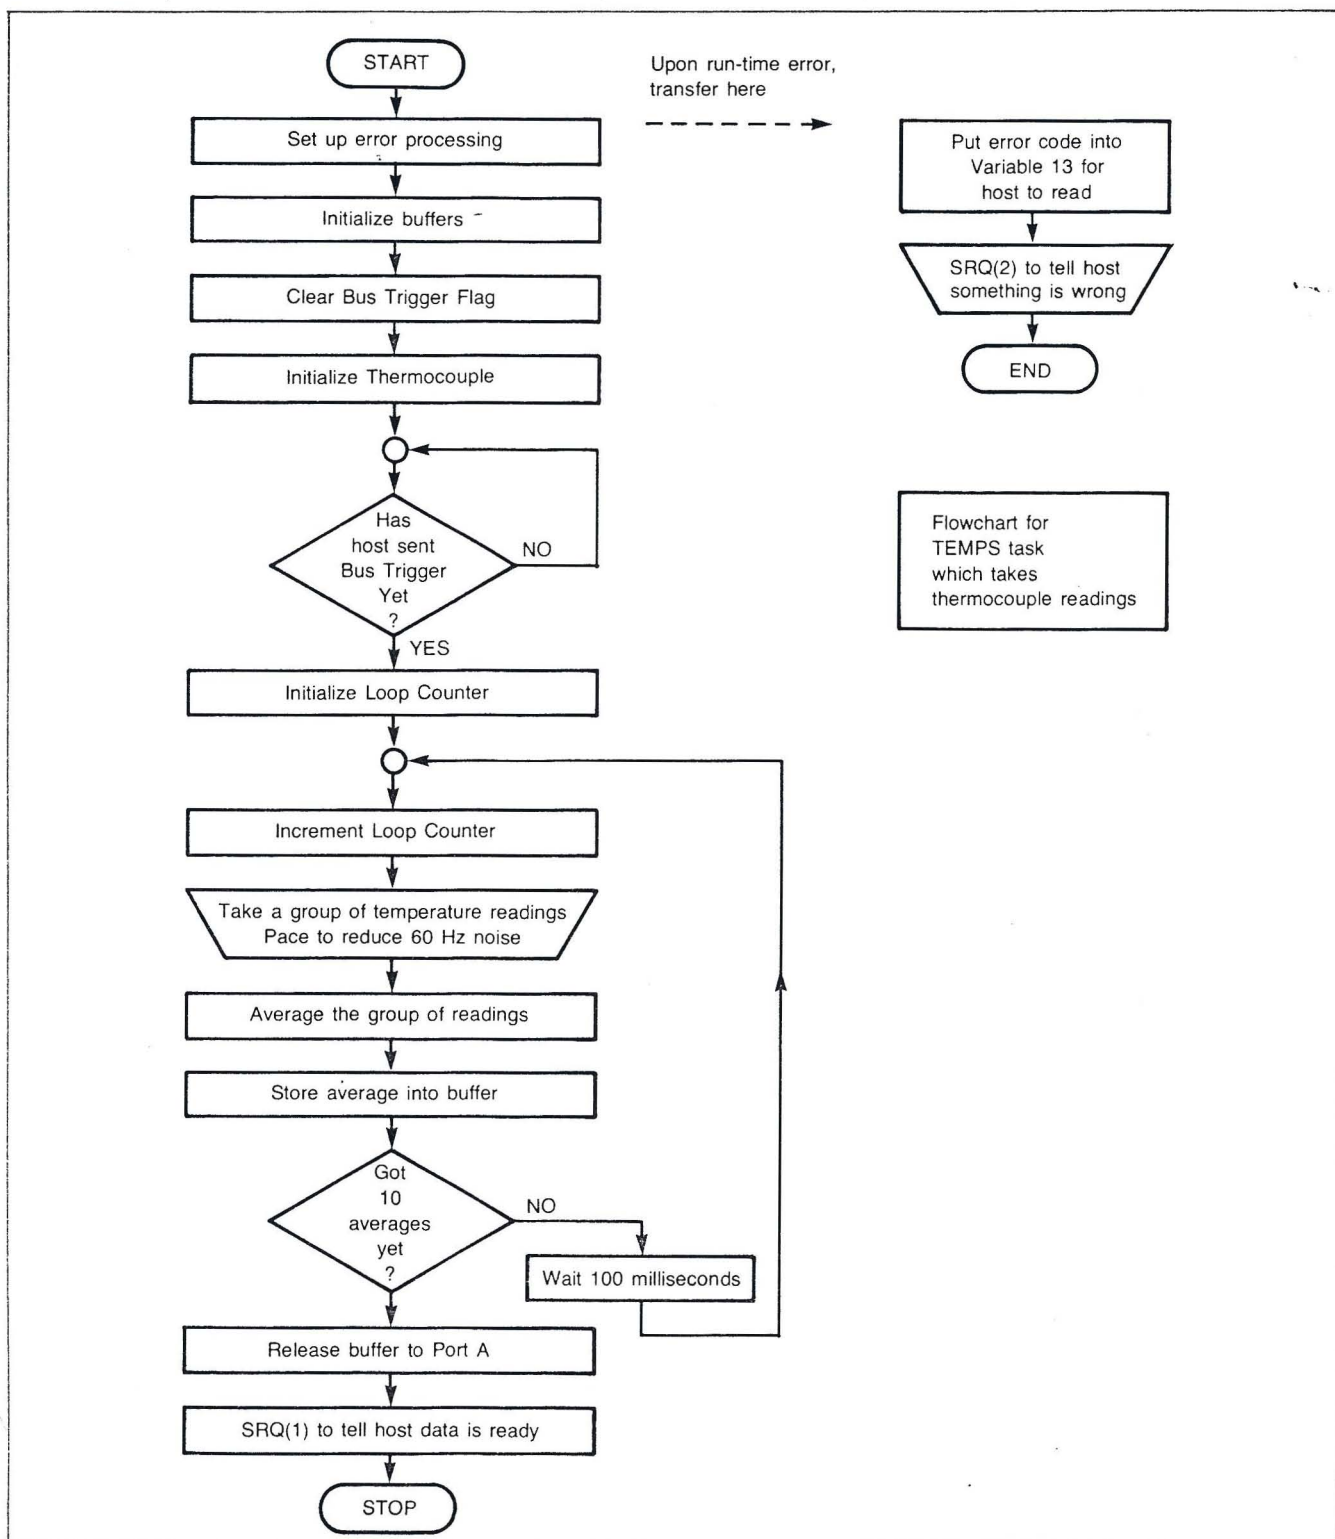 START
Upon run-time error,
transfer here
Set up error processing
Put error code into
Variable 13 for
host to read
Initialize buffers
SRQ(2) to tell host
something is wrong
Clear Bus Trigger Flag
END
Initialize Thermocouple
Has
host sent
Bus Trigger
Yet
?
NO
YES
Flowchart for
TEMPS task
which takes
thermocouple readings
Initialize Loop Counter
Increment Loop Counter
Take a group of temperature readings
Pace to reduce 60 Hz noise
Average the group of readings
Store average into buffer
Got
10
averages
yet
?
NO
Wait 100 milliseconds
Release buffer to Port A
SRQ(1) to tell host data is ready
STOP